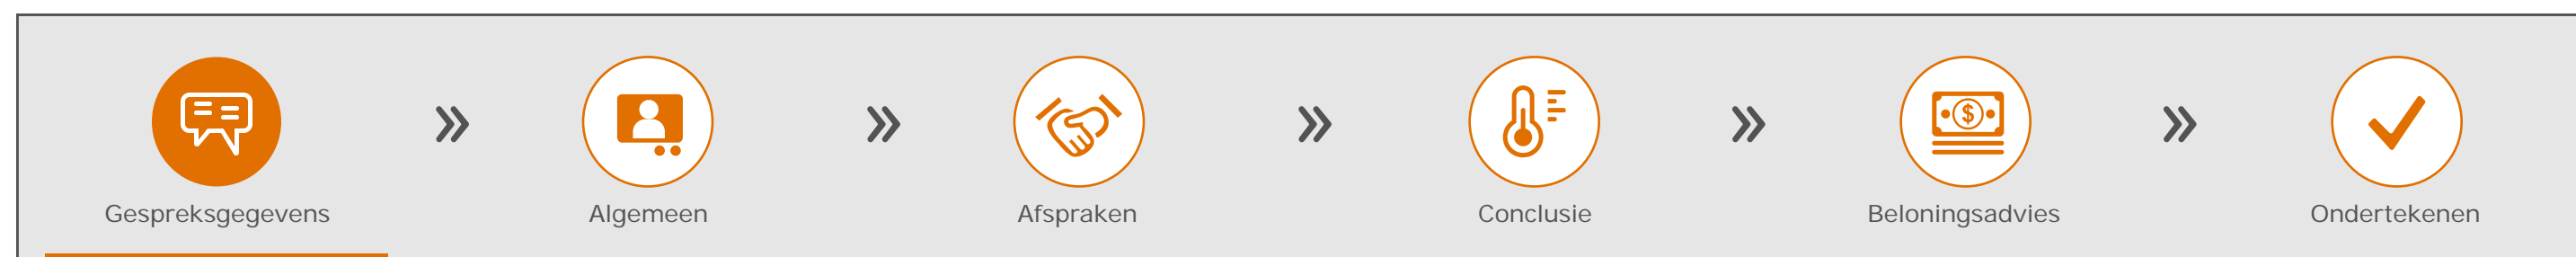 Gespreksgegevens
Algemeen
Afspraken
Conclusie
Beloningsadvies
Ondertekenen